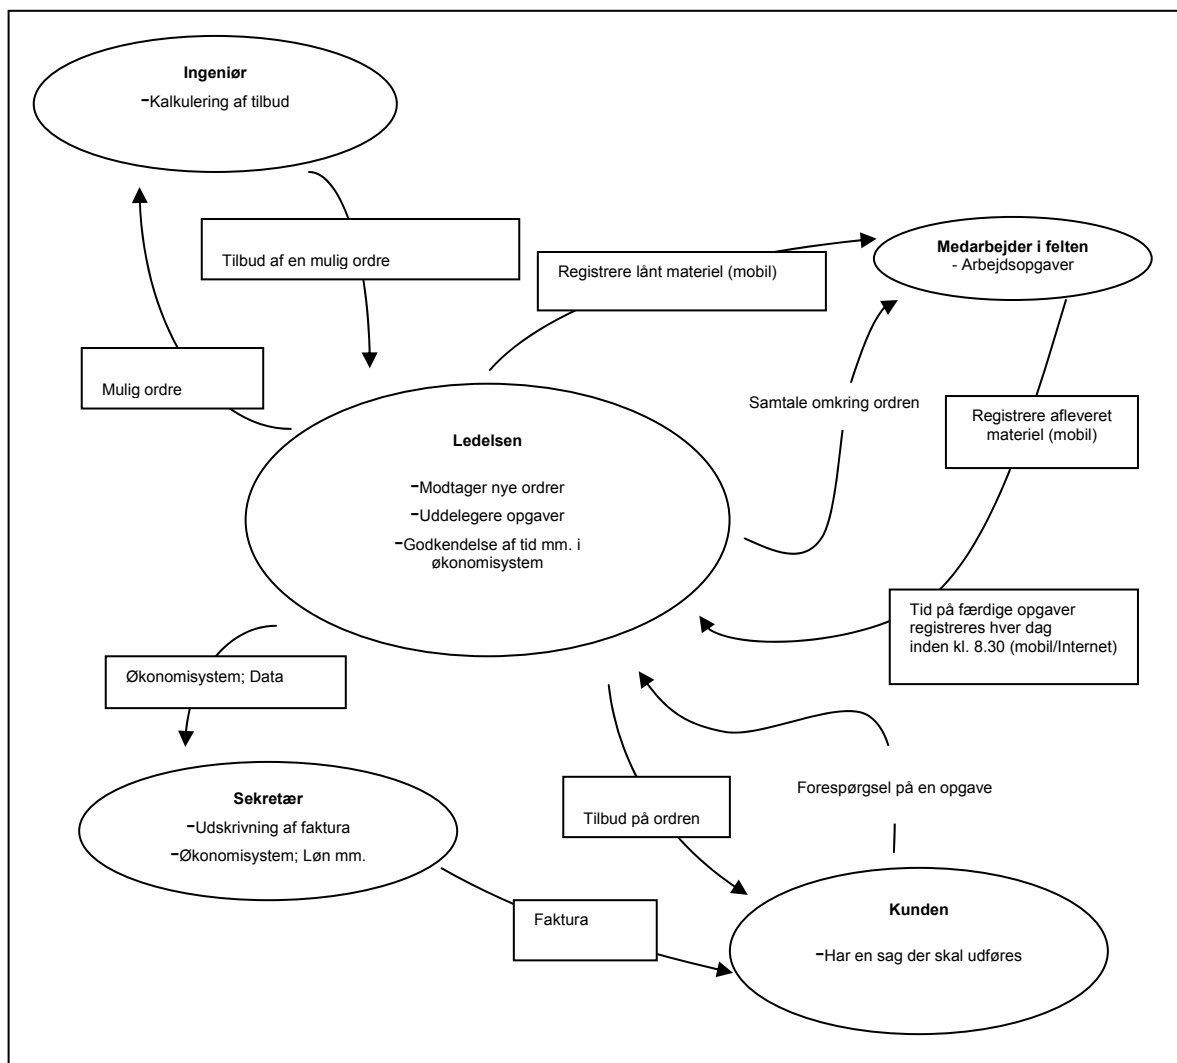 Ingeniør
-Kalkulering af tilbud
Tilbud af en mulig ordre
Mulig ordre
Registrere lånt materiel (mobil)
Medarbejder i felten
- Arbejdsopgaver
Samtale omkring ordren
Registrere afleveret
materiel (mobil)
Ledelsen
-Modtager nye ordrer
-Uddelegere opgaver
-Godkendelse af tid mm. i
økonomisystem
Tid på færdige opgaver
registreres hver dag
inden kl. 8.30 (mobil/Internet)
Økonomisystem; Data
Sekretær
-Udskrivning af faktura
-Økonomisystem; Løn mm.
Tilbud på ordren
Forespørgsel på en opgave
Faktura
Kunden
-Har en sag der skal udføres